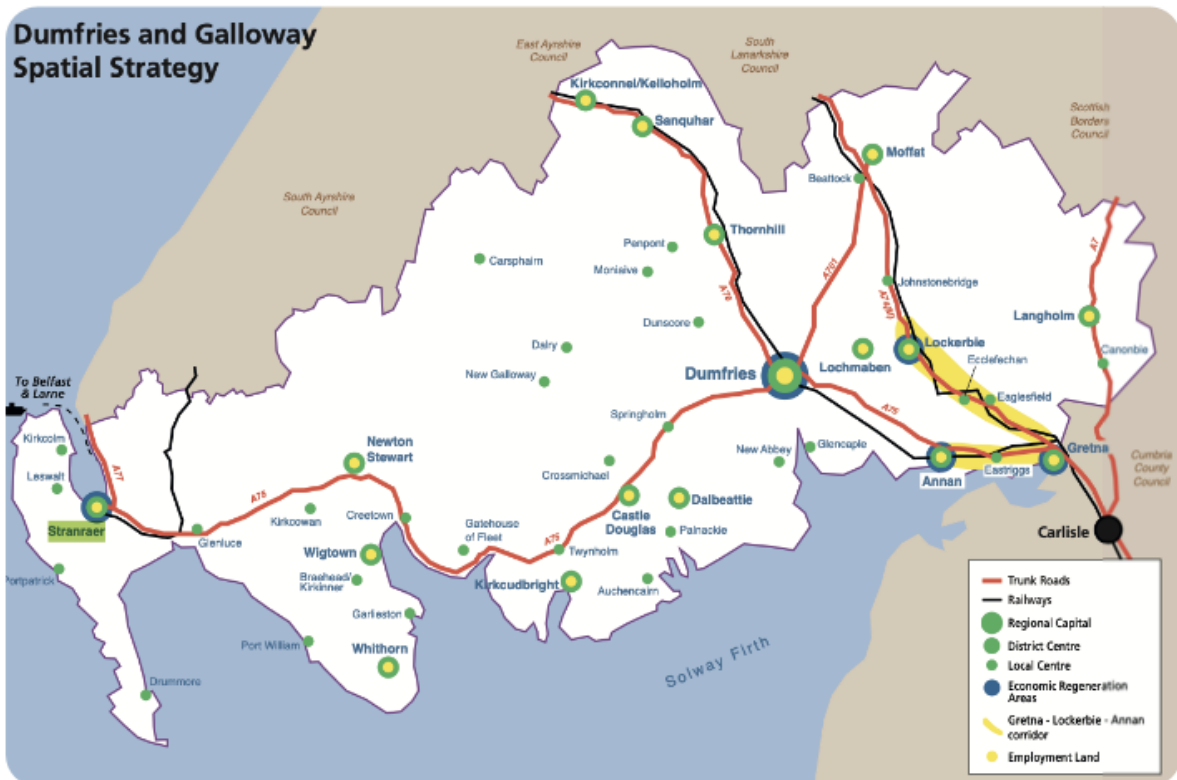 Dumfries and Galloway
Spatial Strategy
East Ayrshire
Council
South
Lanarkshire
Council
Scottish
Borders
Council
South Ayrshire
Council
Cumbria
County
Council
Kirkconnel/Kelloholm
Sanquhar
Moffat
Beattock
Thornhill
Penpont
Moniaive
Carsphairn
A76
A701
A74(M)
A7
Johnstonebridge
Langholm
Dunscore
Lockerbie
Ecclefechan
Canonbie
Dalry
Lochmaben
Dumfries
New Galloway
Eaglesfield
To Belfast
& Larne
A75
Springholm
Kirkcolm
Newton
Stewart
New Abbey
Glencaple
Gretna
A77
Leswalt
Crossmichael
Annan
Eastriggs
A75
Dalbeattie
Castle
Douglas
Kirkcowan
Creetown
Stranraer
Glenluce
Gatehouse
of Fleet
A75
Palnackie
Carlisle
Wigtown
Twynholm
Portpatrick
Braehead/
Kirkinner
Kirkcudbright
Auchencairn
Garlieston
Port William
Whithorn
Solway Firth
Drummore
Trunk Roads
Railways
Regional Capital
District Centre
Local Centre
Economic Regeneration
Areas
Gretna - Lockerbie - Annan
corridor
Employment Land